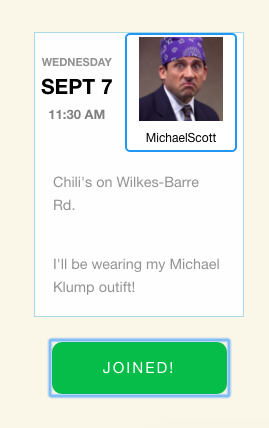 WEDNESDAY
SEPT 7
11:30 AM
MichaelScott
Chili's on Wilkes-Barre
Rd.
I'll be wearing my Michael
Klump outift!
JOINED!